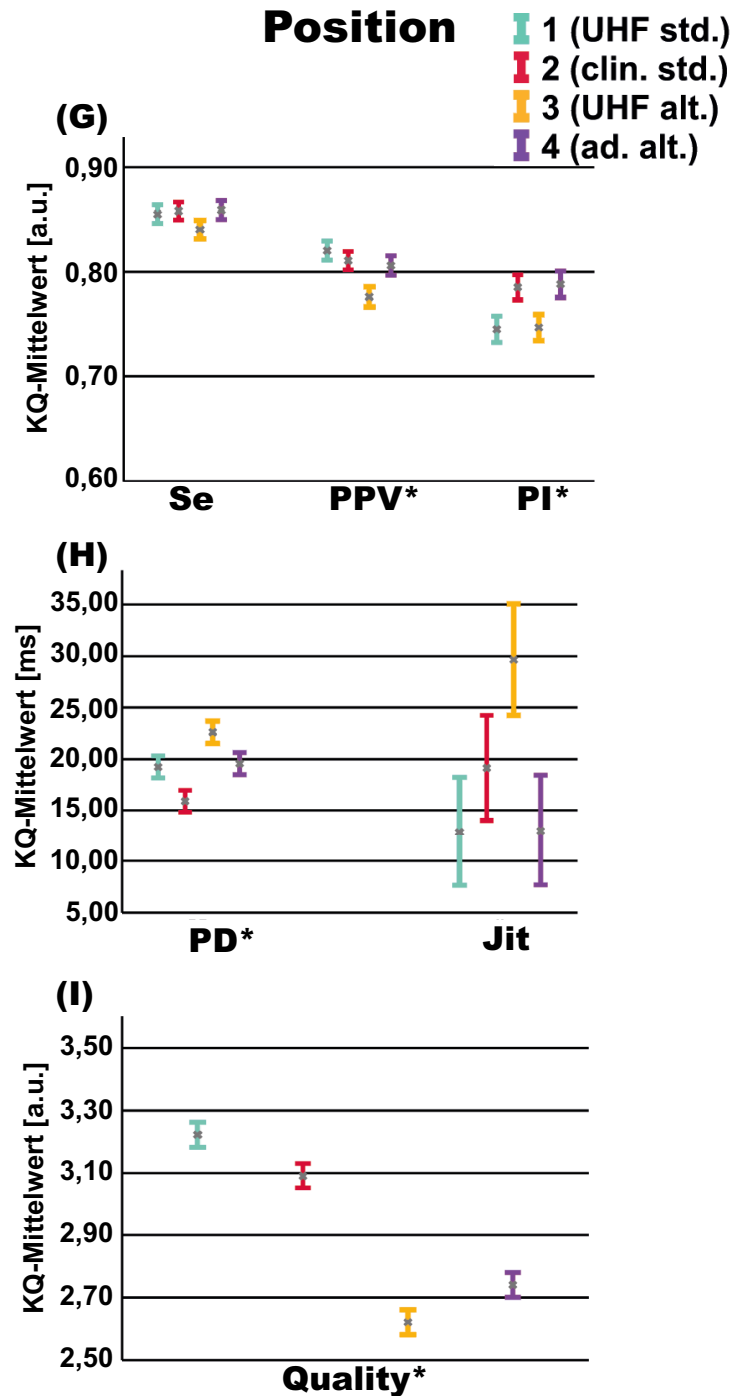 Position
1 (UHF std.)
2 (clin. std.)
3 (UHF alt.)
4 (ad. alt.)
(G)
KQ-Mittelwert [a.u.]
0,90
0,80
0,70
0,60
Se
PPV*
PI*
(H)
KQ-Mittelwert [ms]
35,00
30,00
25,00
20,00
15,00
10,00
5,00
PD*
Jit
(I)
KQ-Mittelwert [a.u.]
3,50
3,30
3,10
2,90
2,70
2,50
Quality*